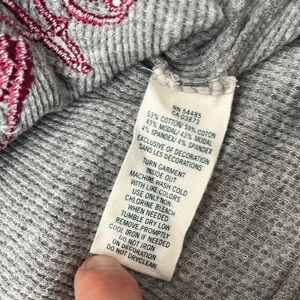 RN 54485
CA 03873
53% COTTON/ 53% COTON
43% MODAL/ 43% MODAL
4% SPANDEX/ 4% SPANDEX
EXCLUSIVE OF DECORATION
SANS LES DÉCORATIONS
TURN GARMENT
INSIDE OUT
MACHINE WASH COLD
WITH LIKE COLORS
USE ONLY NON-
CHLORINE BLEACH
WHEN NEEDED
TUMBLE DRY LOW
REMOVE PROMPTLY
COOL IRON IF NEEDED
DO NOT IRON
ON DECORATION
DO NOT DRYCLEAN